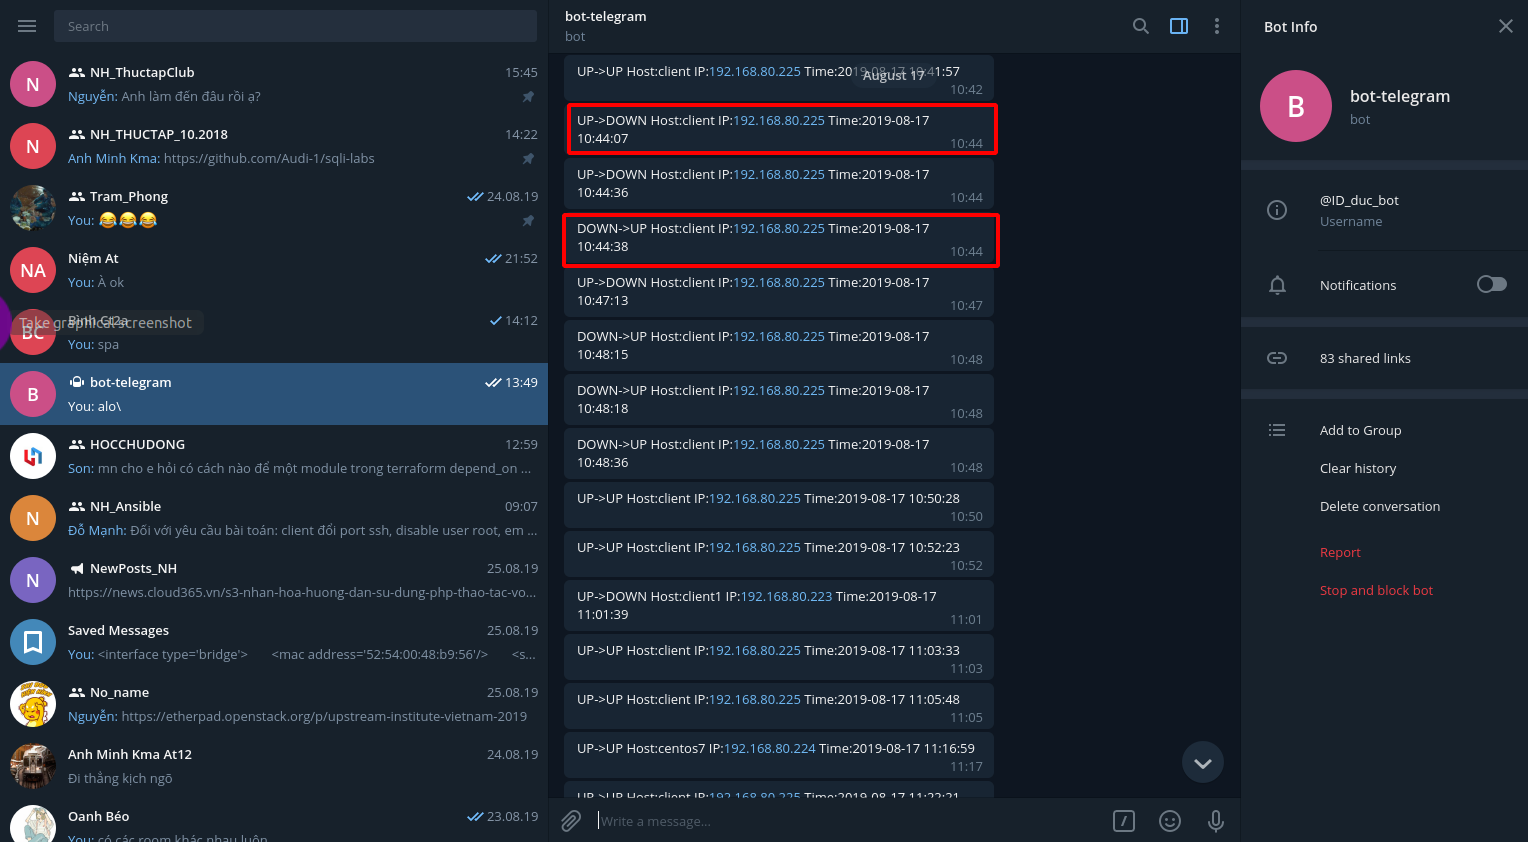 Search
N
NH_ThuctapClub
15:45
Nguyễn: Anh làm đến đâu rồi ạ?
N
NH_THUCTAP_10.2018
14:22
Anh Minh Kma: https://github.com/Audi-1/sqli-labs
Tram_Phong
24.08.19
You: 😂😂😂
NA
Niệm At
21:52
You: À ok
BC
14:12
Take graphical screenshot
You: spa
B
bot-telegram
13:49
You: alo\
HOCCHUDONG
12:59
Son: mn cho e hỏi có cách nào để một module trong terraform depend_on ...
N
NH_Ansible
09:07
Đỗ Mạnh: Đối với yêu cầu bài toán: client đổi port ssh, disable user root, em ...
N
NewPosts_NH
25.08.19
https://news.cloud365.vn/s3-nhan-hoa-huong-dan-su-dung-php-thao-tac-vo...
Saved Messages
25.08.19
You: <interface type='bridge'> <mac address='52:54:00:48:b9:56'/> <s...
No_name
25.08.19
Nguyễn: https://etherpad.openstack.org/p/upstream-institute-vietnam-2019
Anh Minh Kma At12
24.08.19
Đi thẳng kịch ngõ
Oanh Béo
23.08.19
You: có các room khác nhau luôn
bot-telegram
bot
August 17
UP->UP Host:client IP:192.168.80.225 Time:2019-08-17 10:41:57
10:42
UP->DOWN Host:client IP:192.168.80.225 Time:2019-08-17
10:44:07
10:44
UP->DOWN Host:client IP:192.168.80.225 Time:2019-08-17
10:44:36
10:44
DOWN->UP Host:client IP:192.168.80.225 Time:2019-08-17
10:44:38
10:44
UP->DOWN Host:client IP:192.168.80.225 Time:2019-08-17
10:47:13
10:47
DOWN->UP Host:client IP:192.168.80.225 Time:2019-08-17
10:48:15
10:48
DOWN->UP Host:client IP:192.168.80.225 Time:2019-08-17
10:48:18
10:48
DOWN->UP Host:client IP:192.168.80.225 Time:2019-08-17
10:48:36
10:48
UP->UP Host:client IP:192.168.80.225 Time:2019-08-17 10:50:28
10:50
UP->UP Host:client IP:192.168.80.225 Time:2019-08-17 10:52:23
10:52
UP->DOWN Host:client1 IP:192.168.80.223 Time:2019-08-17
11:01:39
11:01
UP->UP Host:client IP:192.168.80.225 Time:2019-08-17 11:03:33
11:03
UP->UP Host:client IP:192.168.80.225 Time:2019-08-17 11:05:48
11:05
UP->UP Host:centos7 IP:192.168.80.224 Time:2019-08-17 11:16:59
11:17
UP->UP Host:client IP:192.168.80.225 Time:2019-08-17
Write a message...
Bot Info
B
bot-telegram
bot
@ID_duc_bot
Username
Notifications
83 shared links
Add to Group
Clear history
Delete conversation
Report
Stop and block bot